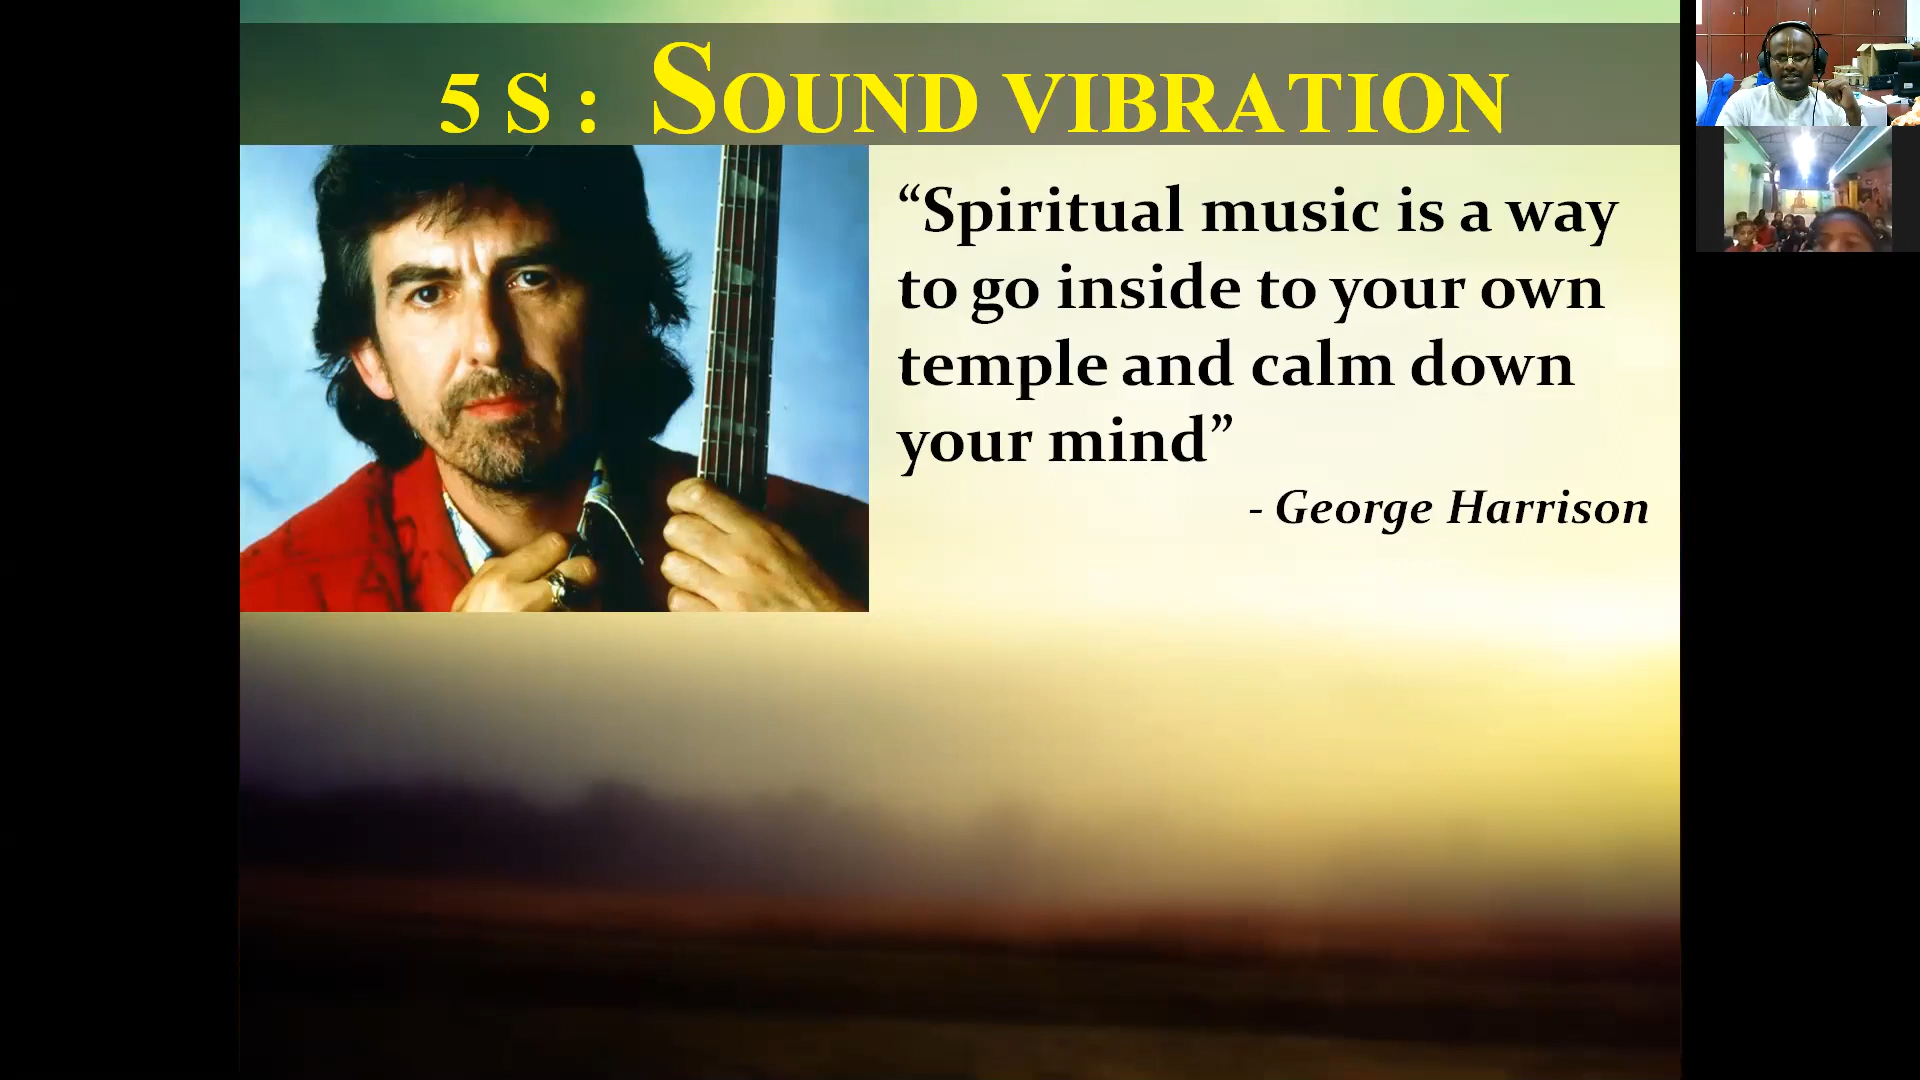 5 S : SOUND VIBRATION
“Spiritual music is a way
to go inside to your own
temple and calm down
your mind”
- George Harrison